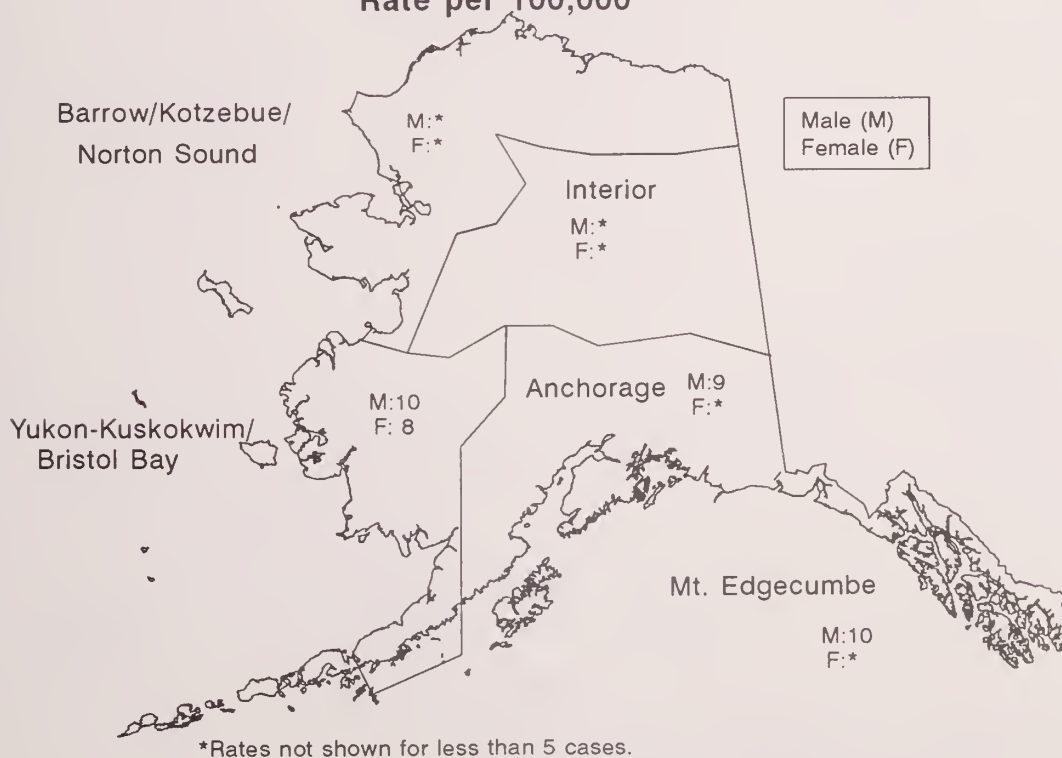 Rate per 100,000
Barrow/Kotzebue/
Norton Sound
M:*
F:*
Male (M)
Female (F)
Interior
M:*
F:*
Yukon-Kuskokwim/
Bristol Bay
M:10
F: 8
Anchorage
M:9
F:*
Mt. Edgecumbe
M:10
F:*
*Rates not shown for less than 5 cases.